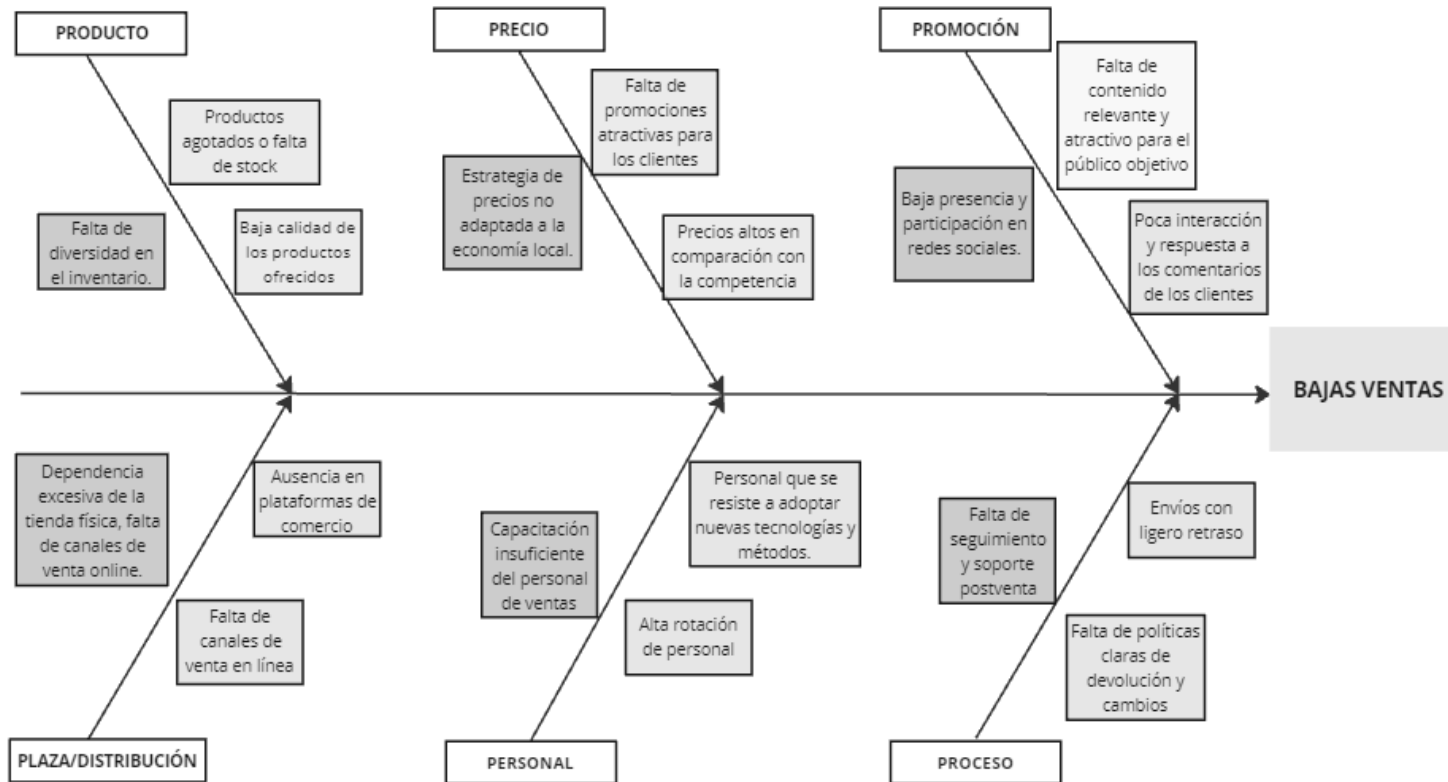 PRODUCTO
PRECIO
PROMOCIÓN
Productos
agotados o falta
de stock
Falta de
diversidad en
el inventario.
Baja calidad de
los productos
ofrecidos
Falta de
promociones
atractivas para
los clientes
Estrategia de
precios no
adaptada a la
economía local.
Precios altos en
comparación con
la competencia
Falta de
contenido
relevante y
atractivo para el
público objetivo
Baja presencia y
participación en
redes sociales.
Poca interacción
y respuesta a
los comentarios
de los clientes
BAJAS VENTAS
Dependencia
excesiva de la
tienda física, falta
de canales de
venta online.
Ausencia en
plataformas de
comercio
Falta de
canales de
venta en línea
Capacitación
insuficiente
del personal
de ventas
Personal que se
resiste a adoptar
nuevas tecnologías y
métodos.
Alta rotación
de personal
Falta de
seguimiento
y soporte
postventa
Envíos con
ligero retraso
Falta de políticas
claras de
devolución y
cambios
PLAZA/DISTRIBUCIÓN
PERSONAL
PROCESO